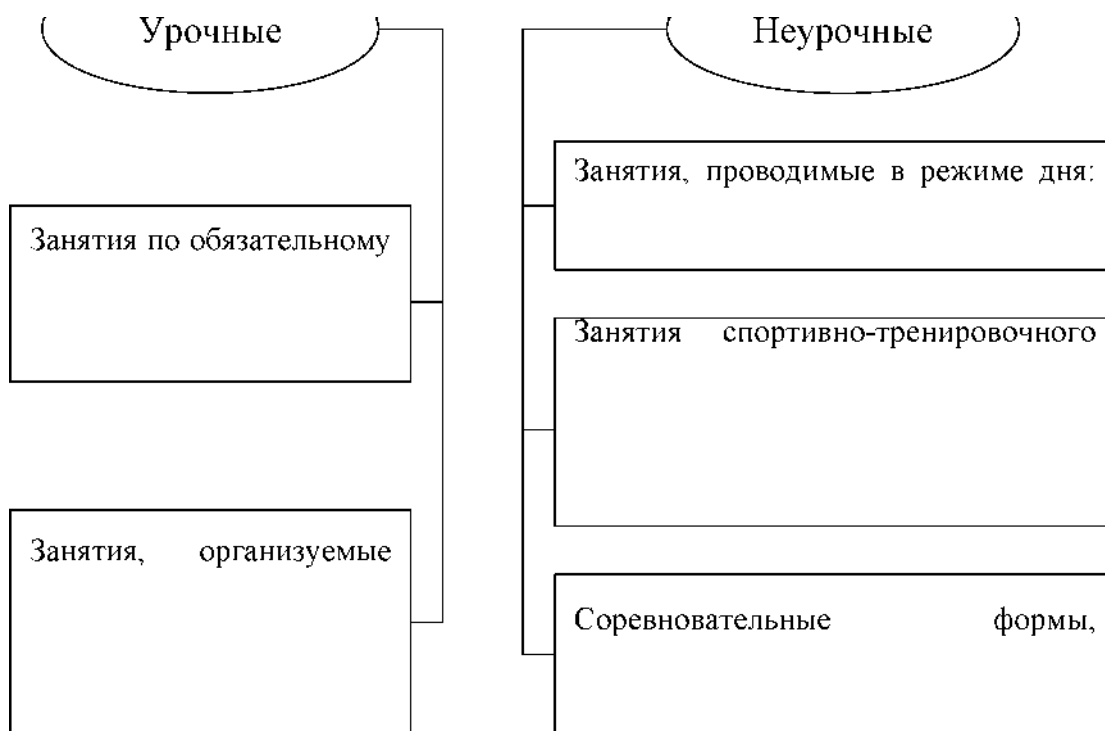 Урочные
Неурочные
Занятия по обязательному
Занятия, организуемые
Занятия, проводимые в режиме дня:
Занятия спортивно-тренировочного
Соревновательные формы,